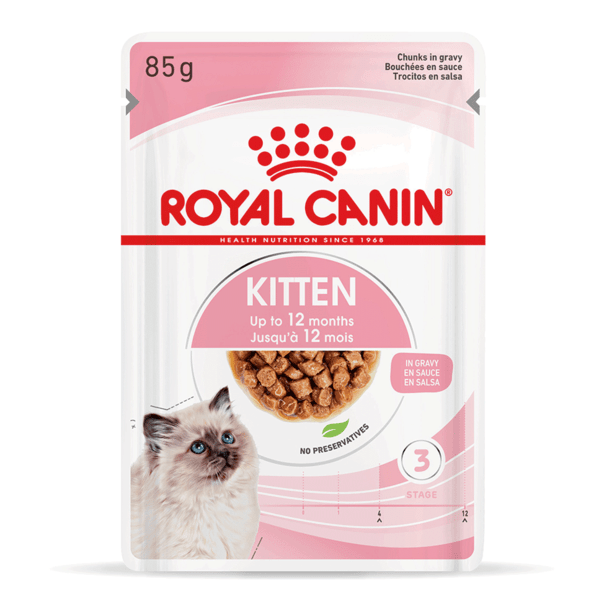 85g
Chunks in gravy
Bouchées en sauce
Trocitos en salsa
ROYAL CANIN®
HEALTH NUTRITION SINCE 1968
KITTEN
Up to 12 months
Jusqu'à 12 mois
IN GRAVY
EN SAUCE
EN SALSA
NO PRESERVATIVES
3
STAGE
4
12